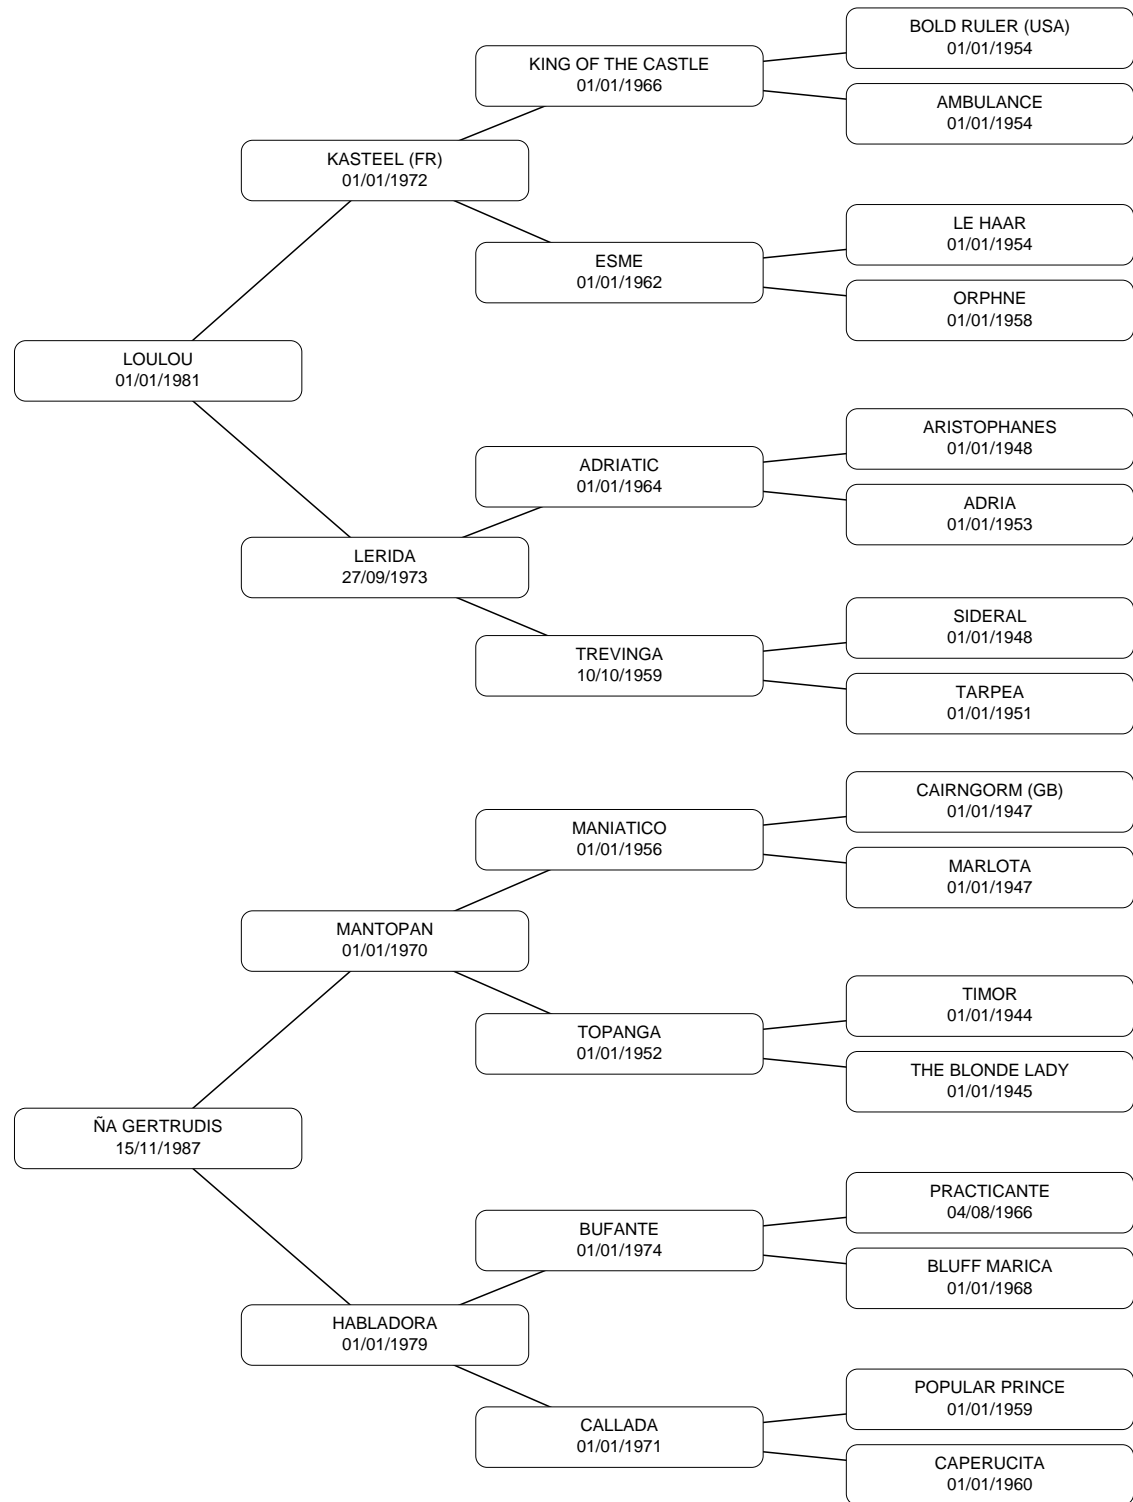 BOLD RULER (USA)
01/01/1954
KING OF THE CASTLE
01/01/1966
AMBULANCE
01/01/1954
KASTEEL (FR)
01/01/1972
LE HAAR
01/01/1954
ESME
01/01/1962
ORPHNE
01/01/1958
LOULOU
01/01/1981
ARISTOPHANES
01/01/1948
ADRIATIC
01/01/1964
ADRIA
01/01/1953
LERIDA
27/09/1973
SIDERAL
01/01/1948
TREVINGA
10/10/1959
TARPEA
01/01/1951
CAIRNGORM (GB)
01/01/1947
MANIATICO
01/01/1956
MARLOTA
01/01/1947
MANTOPAN
01/01/1970
TIMOR
01/01/1944
TOPANGA
01/01/1952
THE BLONDE LADY
01/01/1945
ÑA GERTRUDIS
15/11/1987
PRACTICANTE
04/08/1966
BUFANTE
01/01/1974
BLUFF MARICA
01/01/1968
HABLADORA
01/01/1979
POPULAR PRINCE
01/01/1959
CALLADA
01/01/1971
CAPERUCITA
01/01/1960